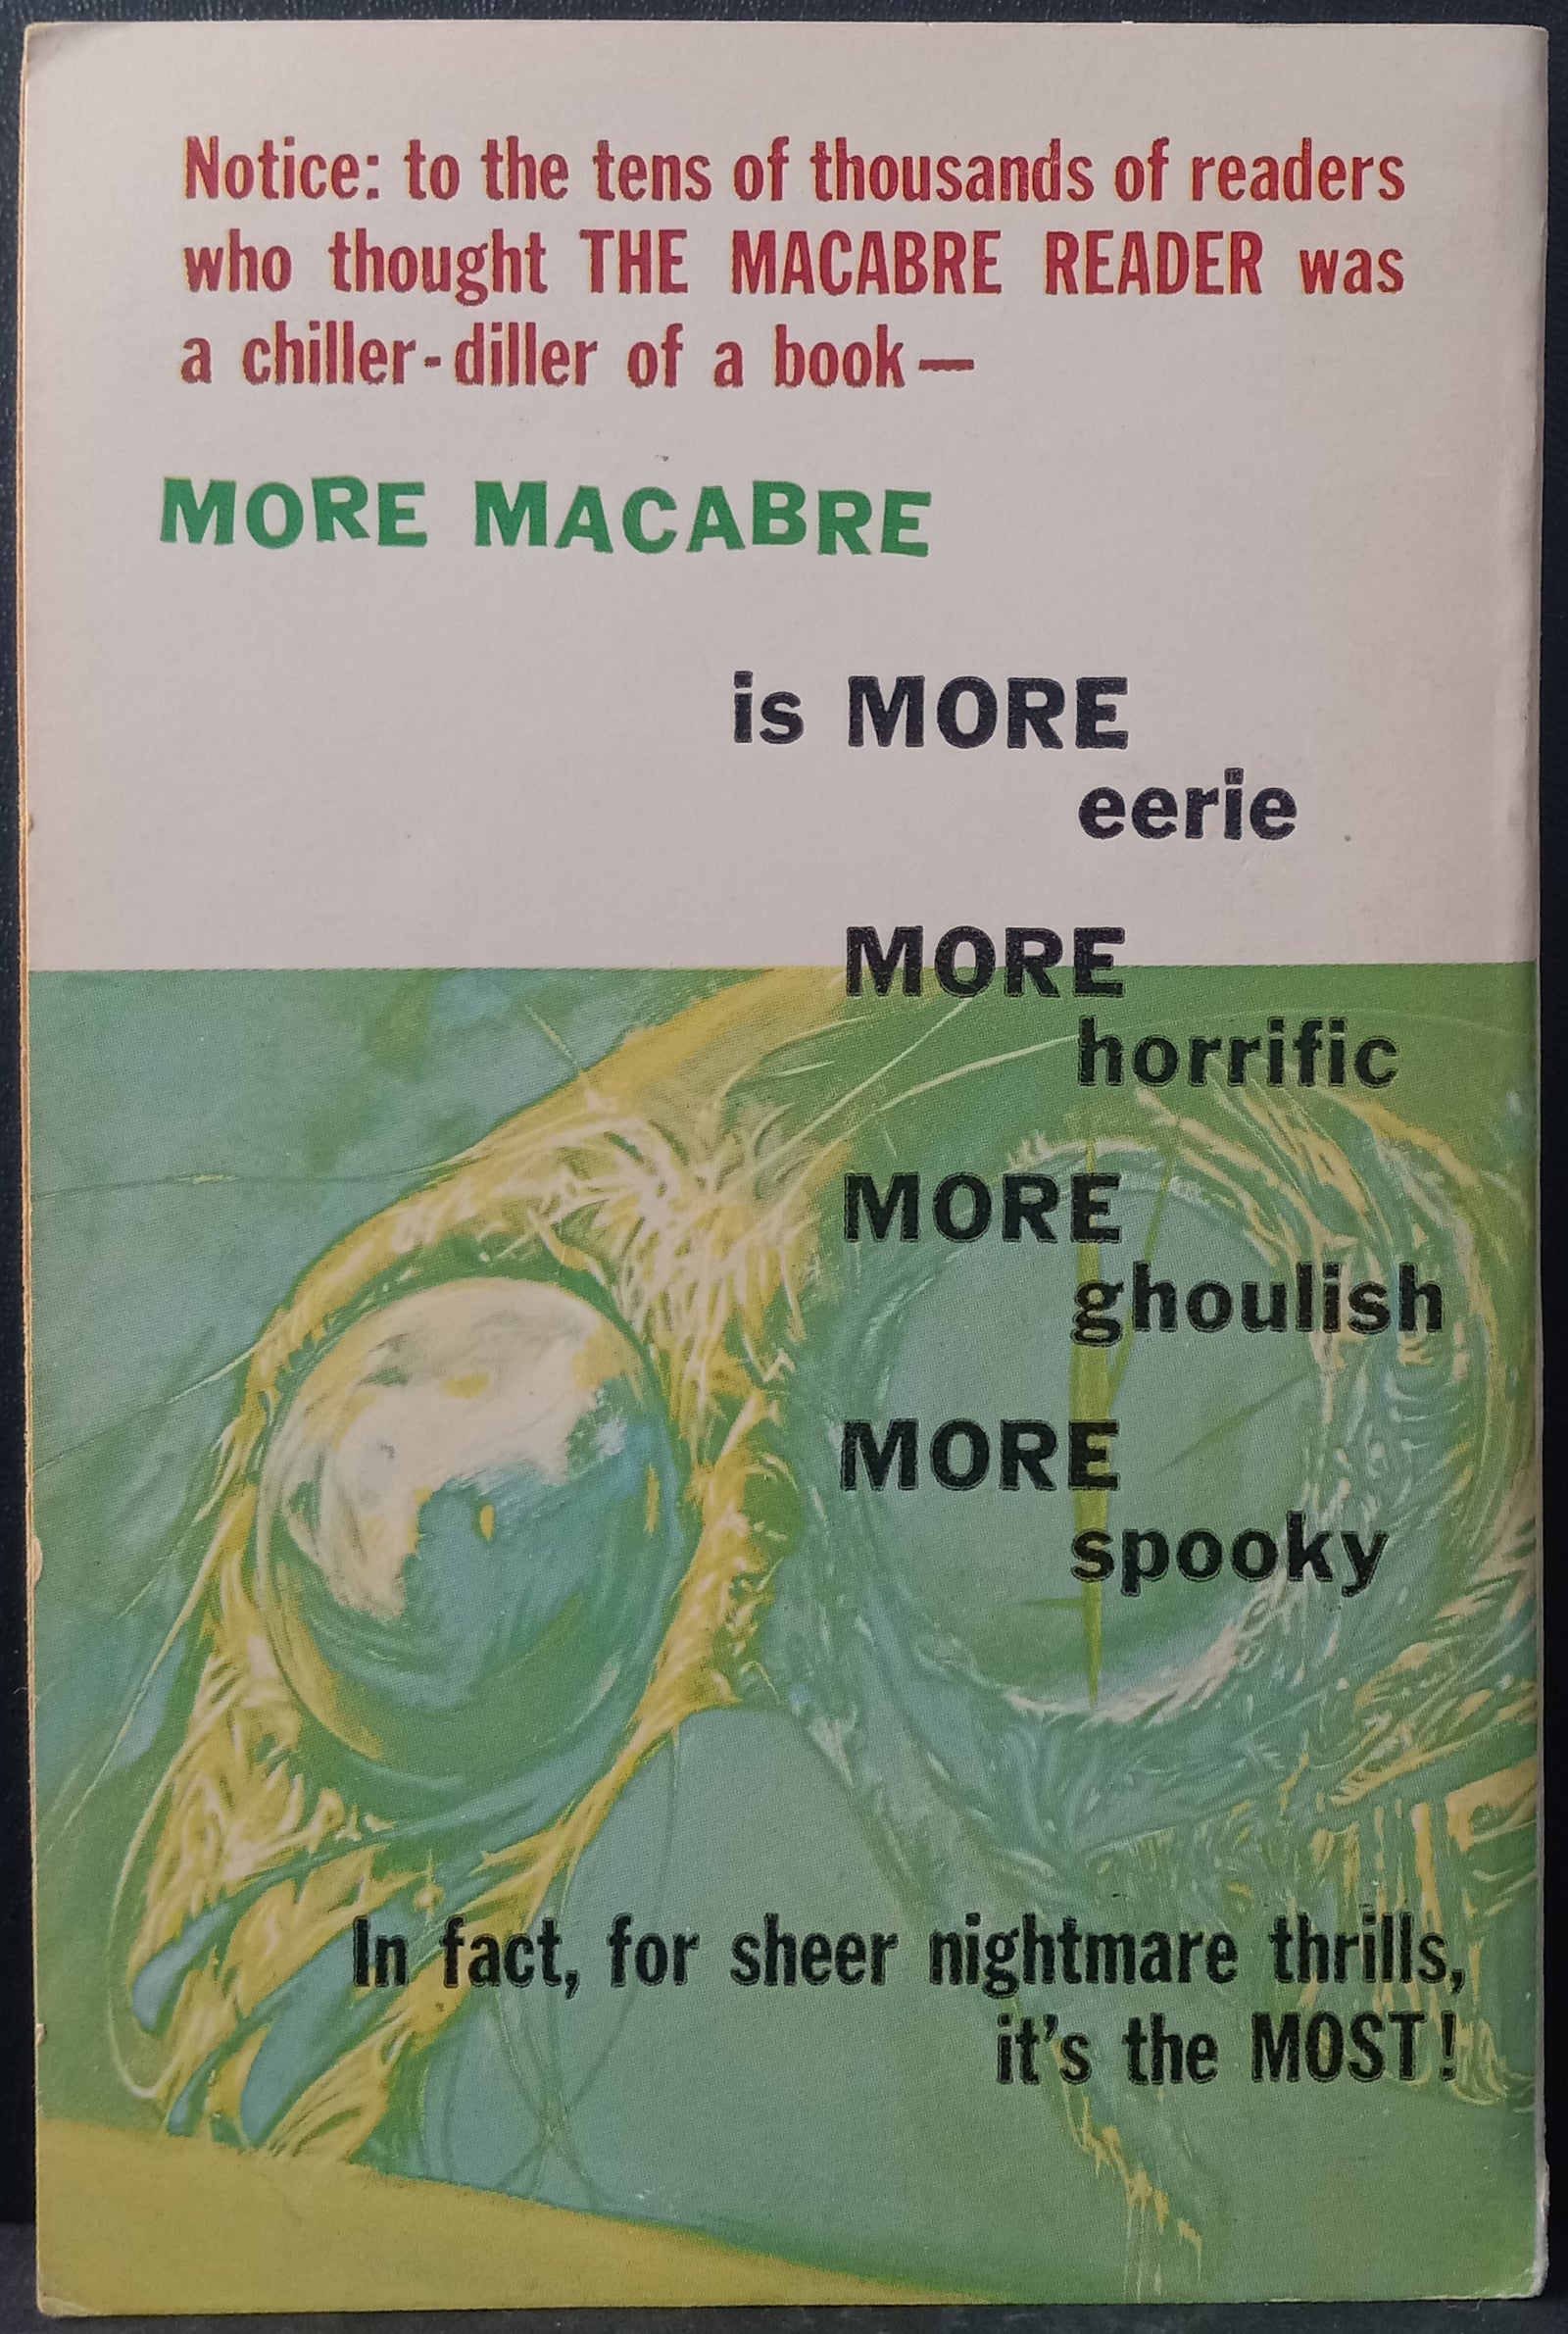 Notice: to the tens of thousands of readers
who thought THE MACABRE READER was
a chiller-diller of a book—
MORE MACABRE
is MORE
eerie
MORE
horrific
MORE
ghoulish
MORE
spooky
In fact, for sheer nightmare thrills,
it's the MOST!